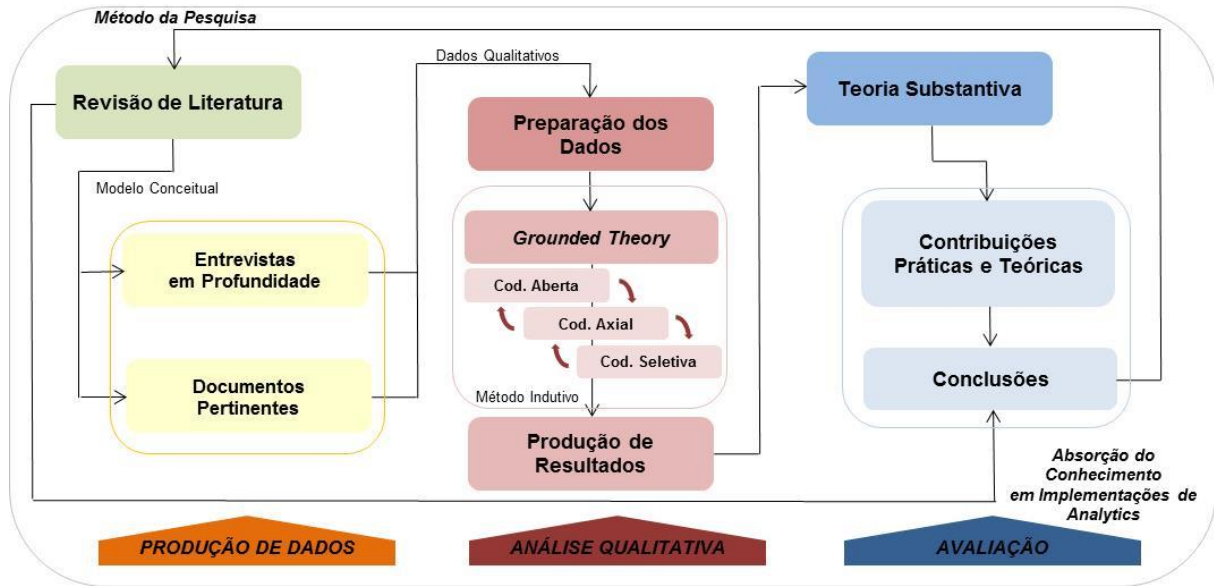 Método da Pesquisa
Revisão de Literatura
Modelo Conceitual
Entrevistas
em Profundidade
Documentos
Pertinentes
Dados Qualitativos
Preparação dos
Dados
Grounded Theory
Cod. Aberta
Cod. Axial
Cod. Seletiva
Método Indutivo
Produção de
Resultados
Teoria Substantiva
Contribuições
Práticas e Teóricas
Conclusões
Absorção do
Conhecimento
em Implementações de
Analytics
PRODUÇÃO DE DADOS
ANÁLISE QUALITATIVA
AVALIAÇÃO